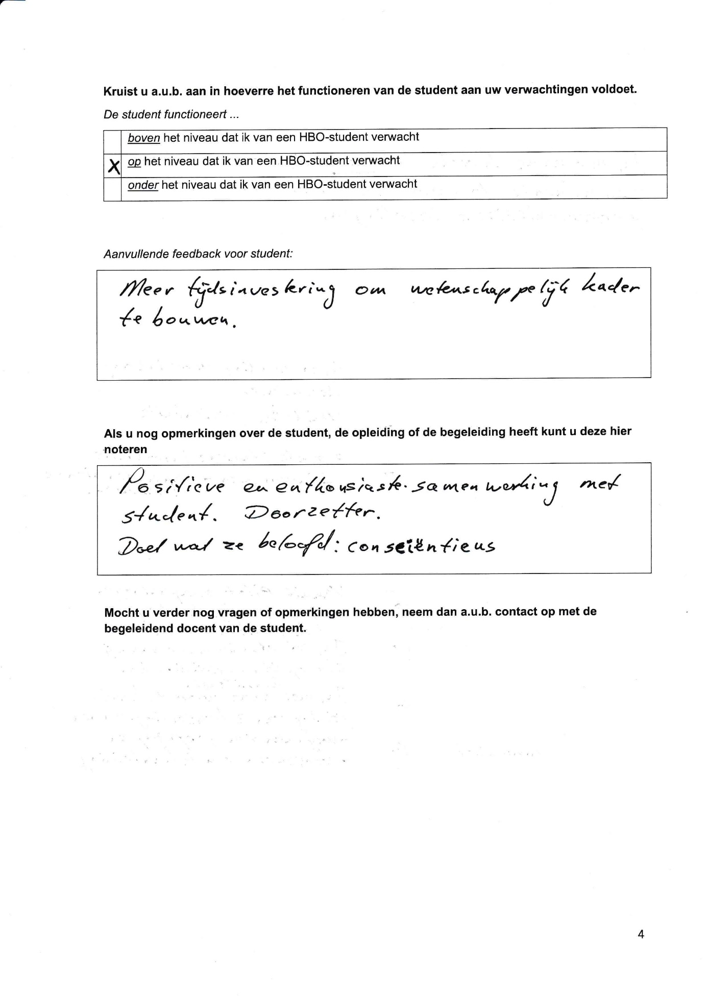 Kruist u a.u.b. aan in hoeverre het functioneren van de student aan uw verwachtingen voldoet.
De student functioneert ...
boven het niveau dat ik van een HBO-student verwacht
X op het niveau dat ik van een HBO-student verwacht
onder het niveau dat ik van een HBO-student verwacht
Aanvullende feedback voor student:
Meer tijdsinvestering om wetenschappelijk kader
te bouwen.
Als u nog opmerkingen over de student, de opleiding of de begeleiding heeft kunt u deze hier
noteren
Positieve en enthousiaste samenwerking met
student. Doorzetter.
Doet wat ze belooft: conseiëntieus
Mocht u verder nog vragen of opmerkingen hebben, neem dan a.u.b. contact op met de
begeleidend docent van de student.
4